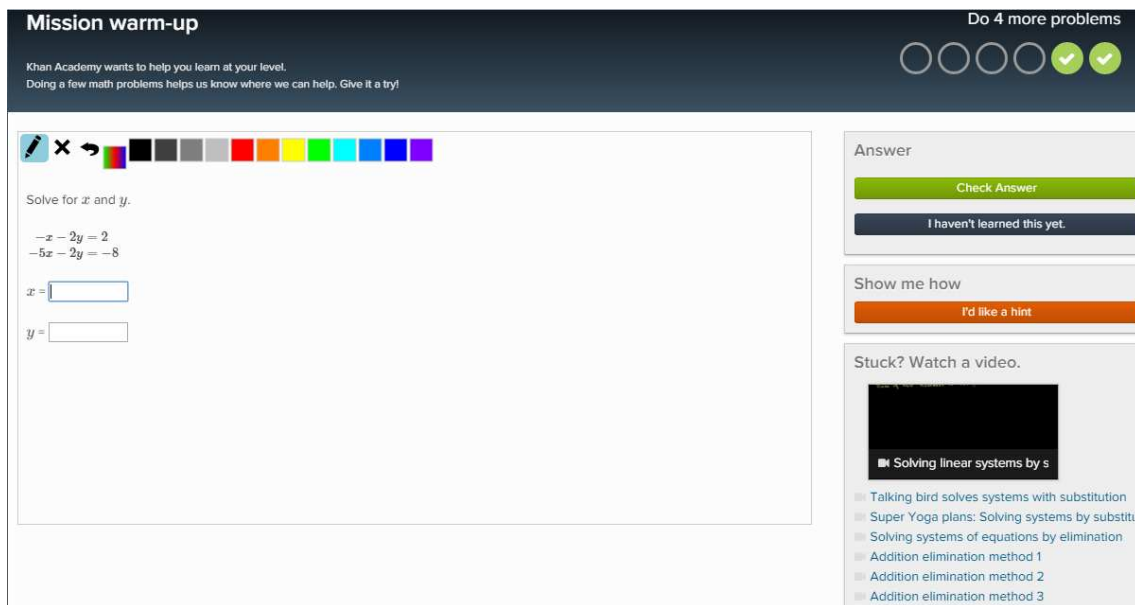 Mission warm-up
Do 4 more problems
Khan Academy wants to help you learn at your level.
Doing a few math problems helps us know where we can help. Give it a try!
Solve for x and y.
−x − 2y = 2
−5x − 2y = −8
x =
y =
Answer
Check Answer
I haven't learned this yet.
Show me how
I'd like a hint
Stuck? Watch a video.
Solving linear systems by s
Talking bird solves systems with substitution
Super Yoga plans: Solving systems by substitu
Solving systems of equations by elimination
Addition elimination method 1
Addition elimination method 2
Addition elimination method 3